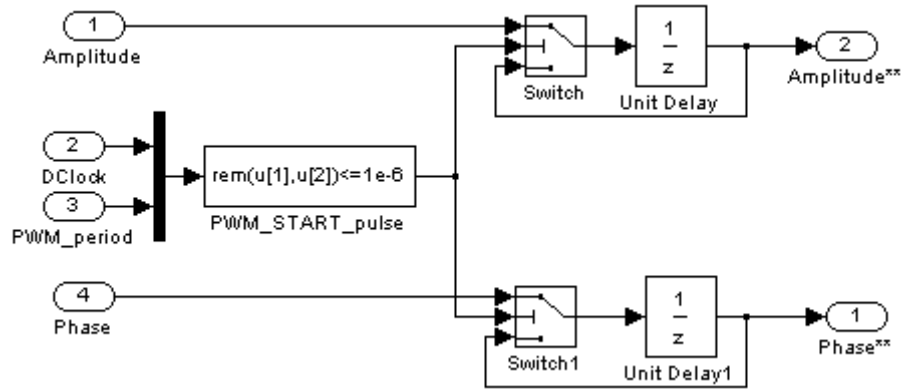 1
Amplitude
1
z
Switch
Unit Delay
2
Amplitude**
2
DClock
3
PWM_period
rem(u[1],u[2])<=1e-6
PWM_START_pulse
4
Phase
1
z
Switch1
Unit Delay1
1
Phase**